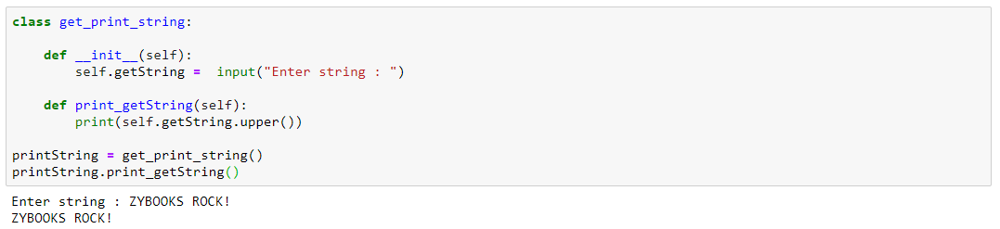 class get_print_string:
    def __init__(self):
        self.getString =  input("Enter string : ")
    def print_getString(self):
        print(self.getString.upper())
printString = get_print_string()
printString.print_getString()
Enter string : ZYBOOKS ROCK!
ZYBOOKS ROCK!